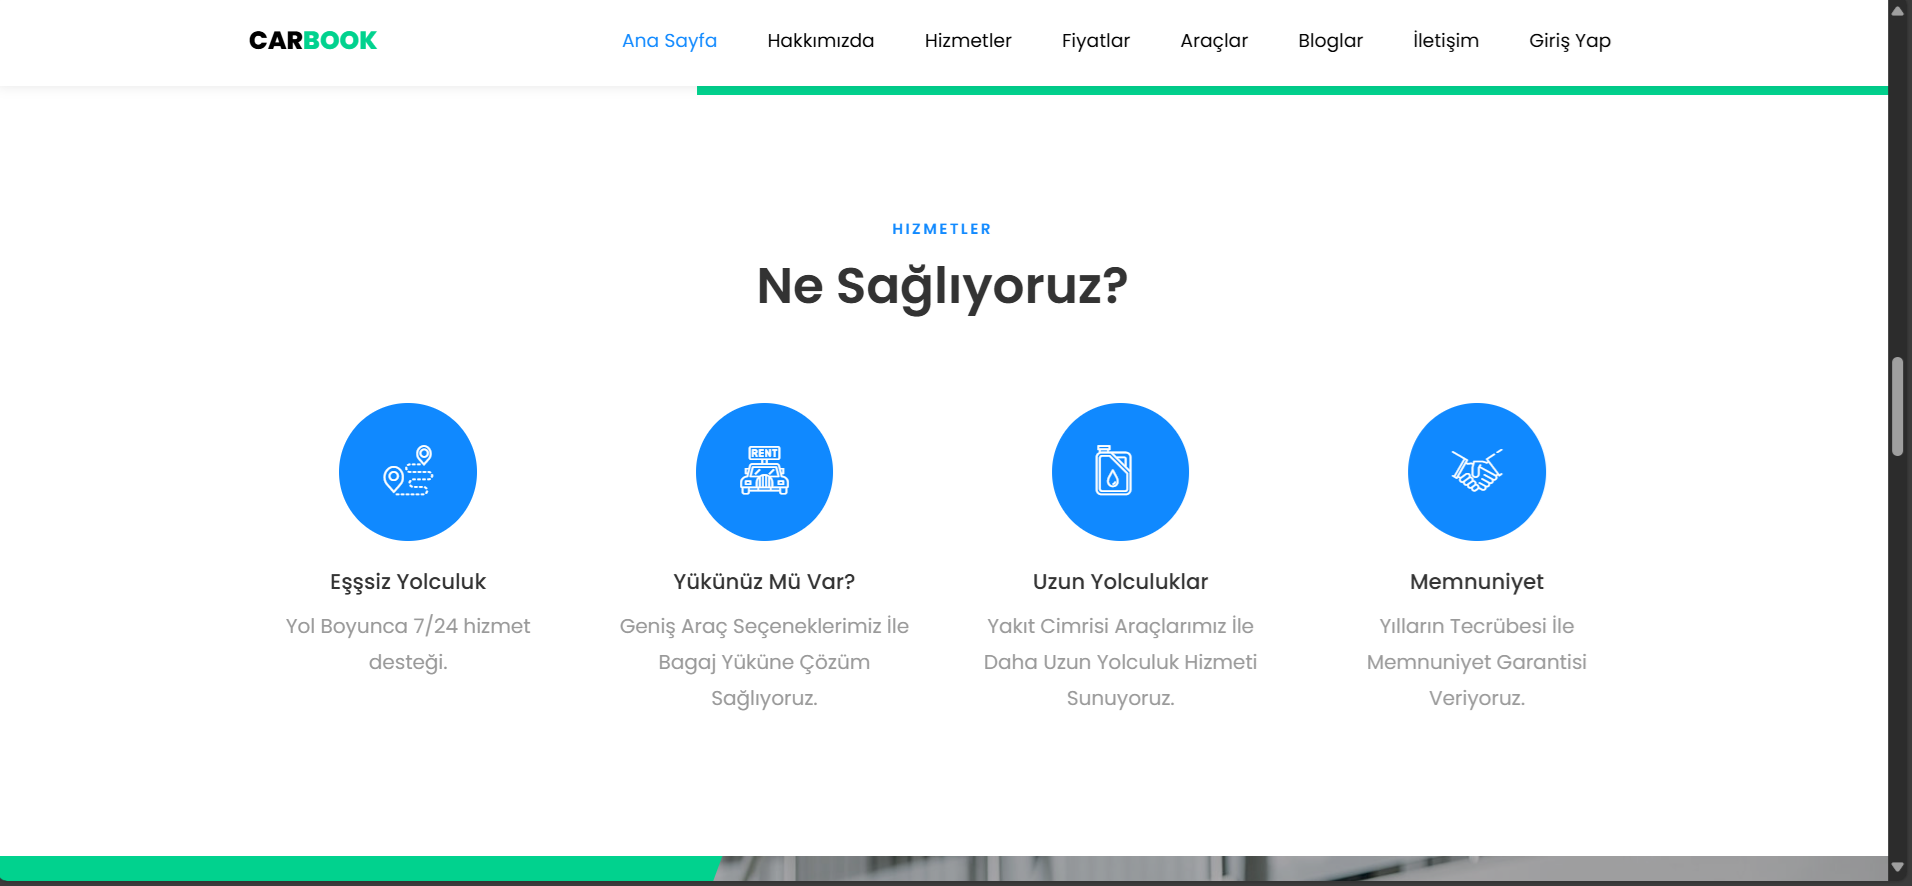 CARBOOK
Ana Sayfa Hakkımızda Hizmetler Fiyatlar Araçlar Bloglar İletişim Giriş Yap
HIZMETLER
Ne Sağlıyoruz?
RENT
Eşşsiz Yolculuk
Yol Boyunca 7/24 hizmet
desteği.
Yükünüz Mü Var?
Geniş Araç Seçeneklerimiz İle
Bagaj Yüküne Çözüm
Sağlıyoruz.
Uzun Yolculuklar
Yakıt Cimrisi Araçlarımız İle
Daha Uzun Yolculuk Hizmeti
Sunuyoruz.
Memnuniyet
Yılların Tecrübesi İle
Memnuniyet Garantisi
Veriyoruz.